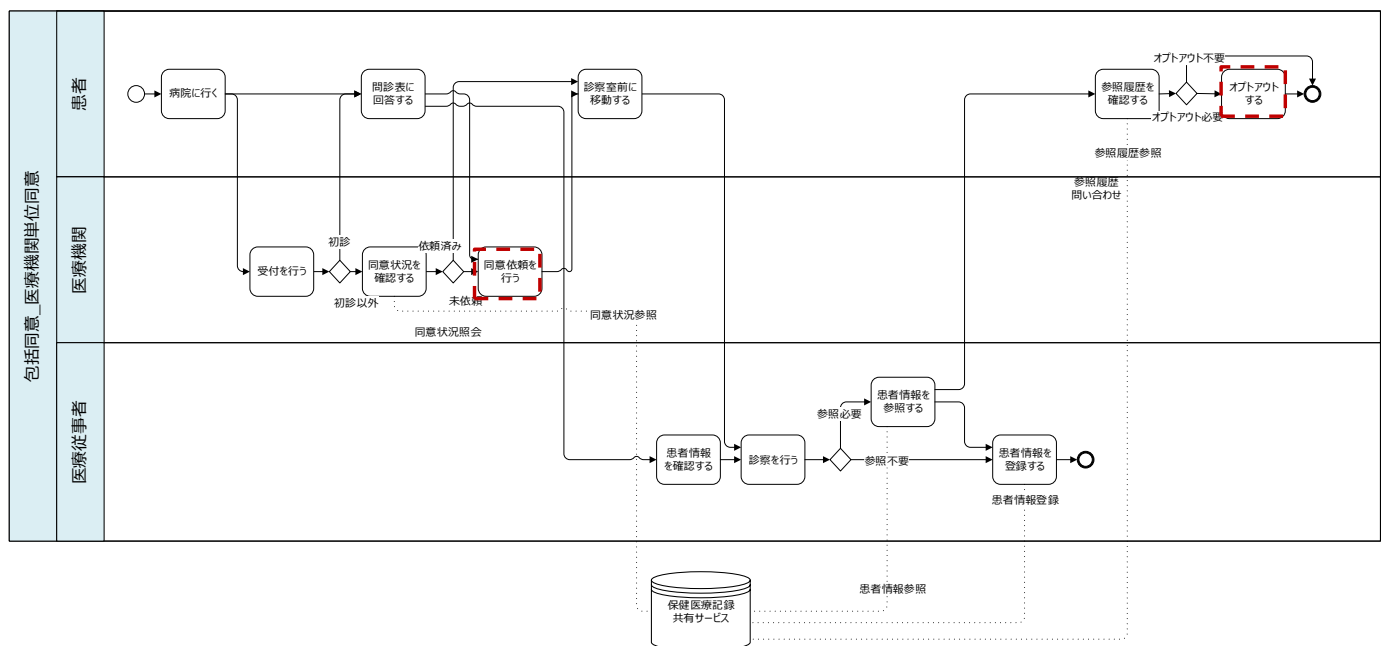 包括同意_医療機関単位同意
患者
病院に行く
問診表に
回答する
診察室前に
移動する
参照履歴を
確認する
オプトアウト不要
オプトアウト必要
オプトアウト
する
参照履歴参照
医療機関
参照履歴
問い合わせ
受付を行う
初診
初診以外
同意状況を
確認する
依頼済み
未依頼
同意依頼を
行う
同意状況参照
同意状況照会
医療従事者
患者情報
を確認する
診察を行う
参照必要
参照不要
患者情報を
参照する
患者情報を
登録する
患者情報登録
患者情報参照
保健医療記録
共有サービス